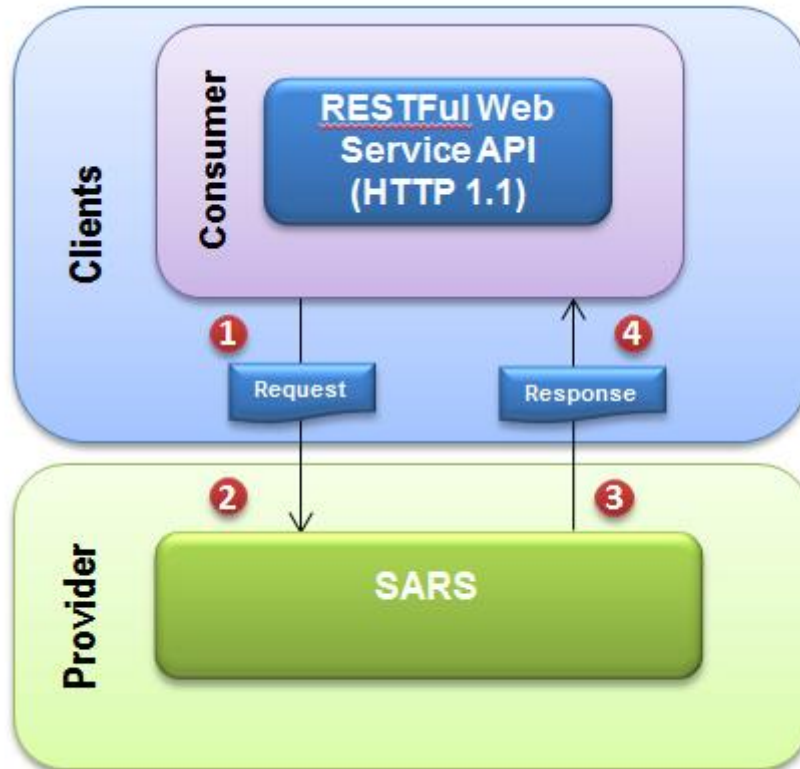 Clients
Consumer
RESTFul Web
Service API
(HTTP 1.1)
1
4
Request
Response
2
3
Provider
SARS